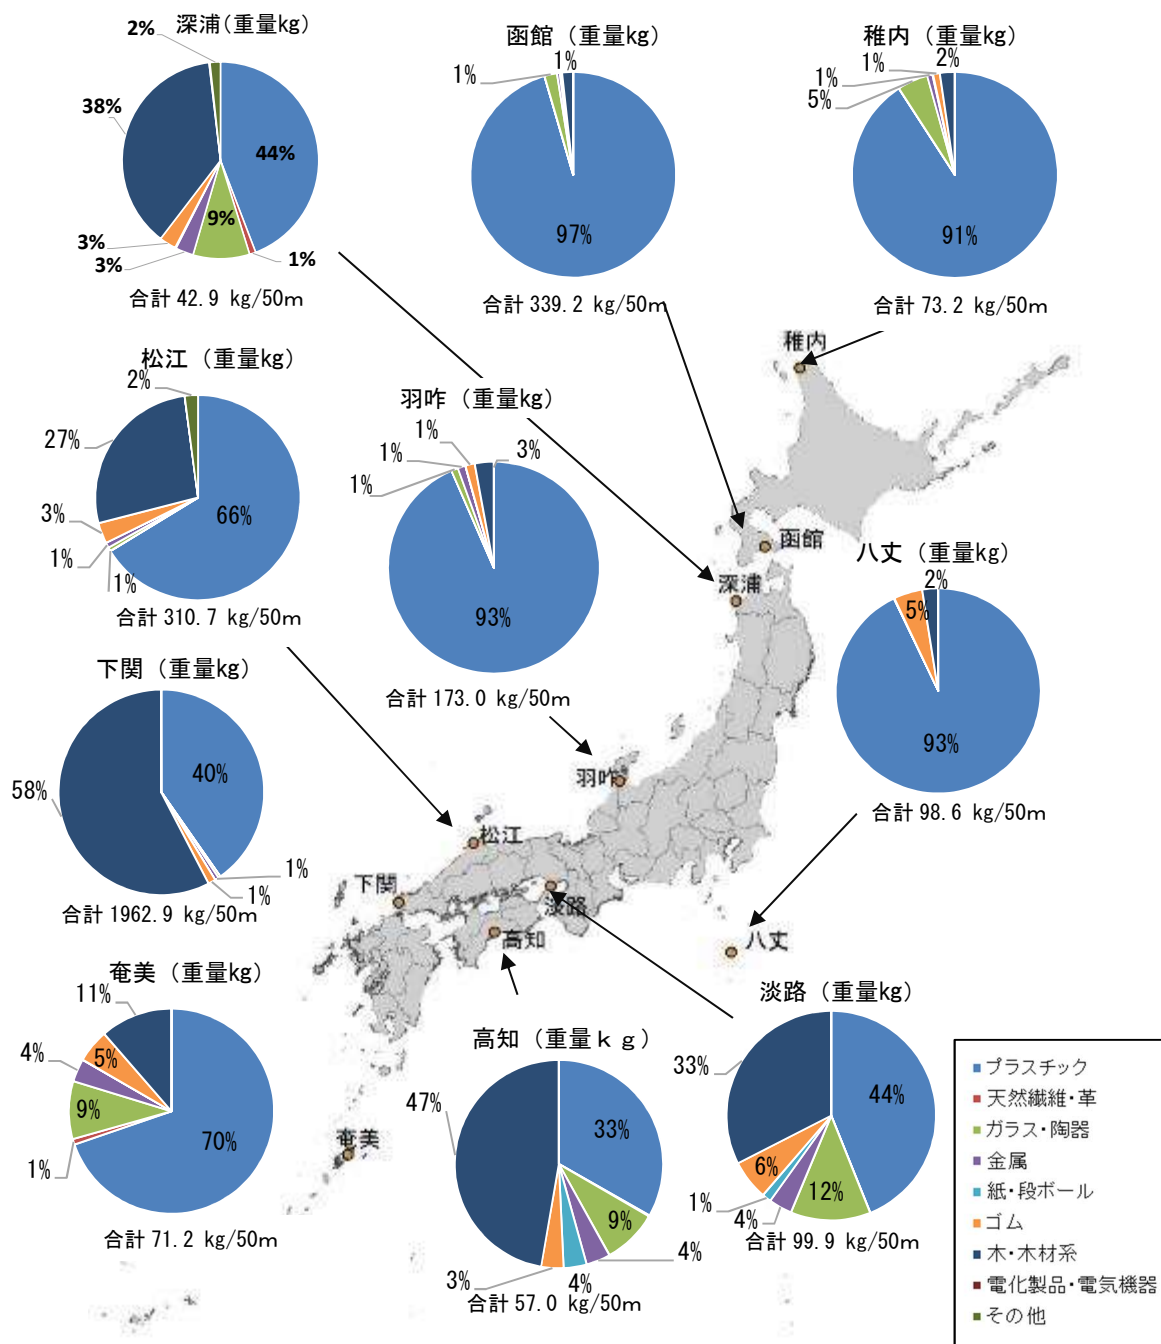 深浦(重量kg)
2%
38%
44%
9%
3%
3%
1%
合計 42.9 kg/50m
函館 (重量kg)
1%
1%
97%
合計 339.2 kg/50m
稚内 (重量kg)
2%
1%
1%
5%
91%
合計 73.2 kg/50m
松江 (重量kg)
2%
27%
66%
3%
1%
1%
合計 310.7 kg/50m
羽咋 (重量kg)
1%
3%
1%
1%
93%
合計 173.0 kg/50m
八丈 (重量kg)
2%
5%
93%
合計 98.6 kg/50m
下関 (重量kg)
40%
58%
1%
1%
合計 1962.9 kg/50m
奄美 (重量kg)
11%
4%
5%
9%
70%
1%
合計 71.2 kg/50m
高知 (重量kg)
47%
33%
9%
4%
4%
3%
合計 57.0 kg/50m
淡路 (重量kg)
33%
44%
6%
12%
1%
4%
合計 99.9 kg/50m
稚内
函館
深浦
羽咋
松江
下関
淡路
高知
八丈
奄美
プラスチック
天然繊維・革
ガラス・陶器
金属
紙・段ボール
ゴム
木・木材系
電化製品・電気機器
その他